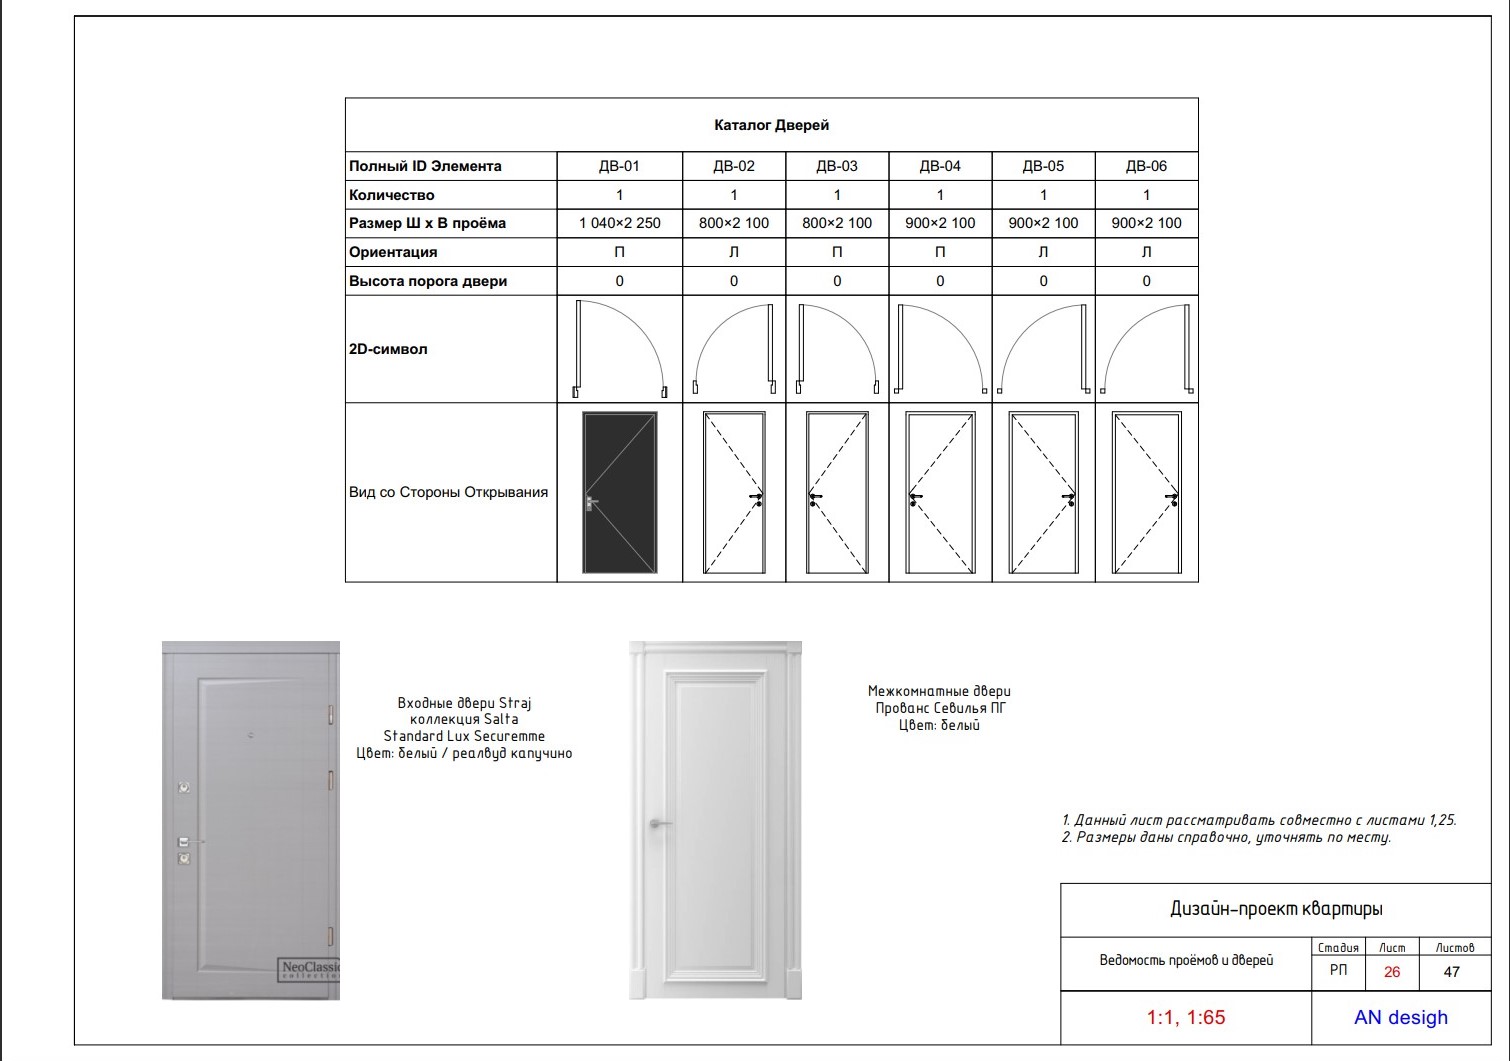 Каталог Дверей
Полный ID Элемента ДВ-01 ДВ-02 ДВ-03 ДВ-04 ДВ-05 ДВ-06
Количество 1 1 1 1 1 1
Размер Ш x В проёма 1 040×2 250 800×2 100 800×2 100 900×2 100 900×2 100 900×2 100
Ориентация П Л П П Л Л
Высота порога двери 0 0 0 0 0 0
2D-символ
Вид со Стороны Открывания
Входные двери Straj
коллекция Salta
Standard Lux Securemme
Цвет: белый / реалвуд капучино
NeoClassic
Межкомнатные двери
Прованс Севилья ПГ
Цвет: белый
1. Данный лист рассматривать совместно с листами 1,25.
2. Размеры даны справочно, уточнять по месту.
Дизайн-проект квартиры
Ведомость проёмов и дверей
Стадия Лист Листов
РП 26 47
1:1, 1:65
AN desigh